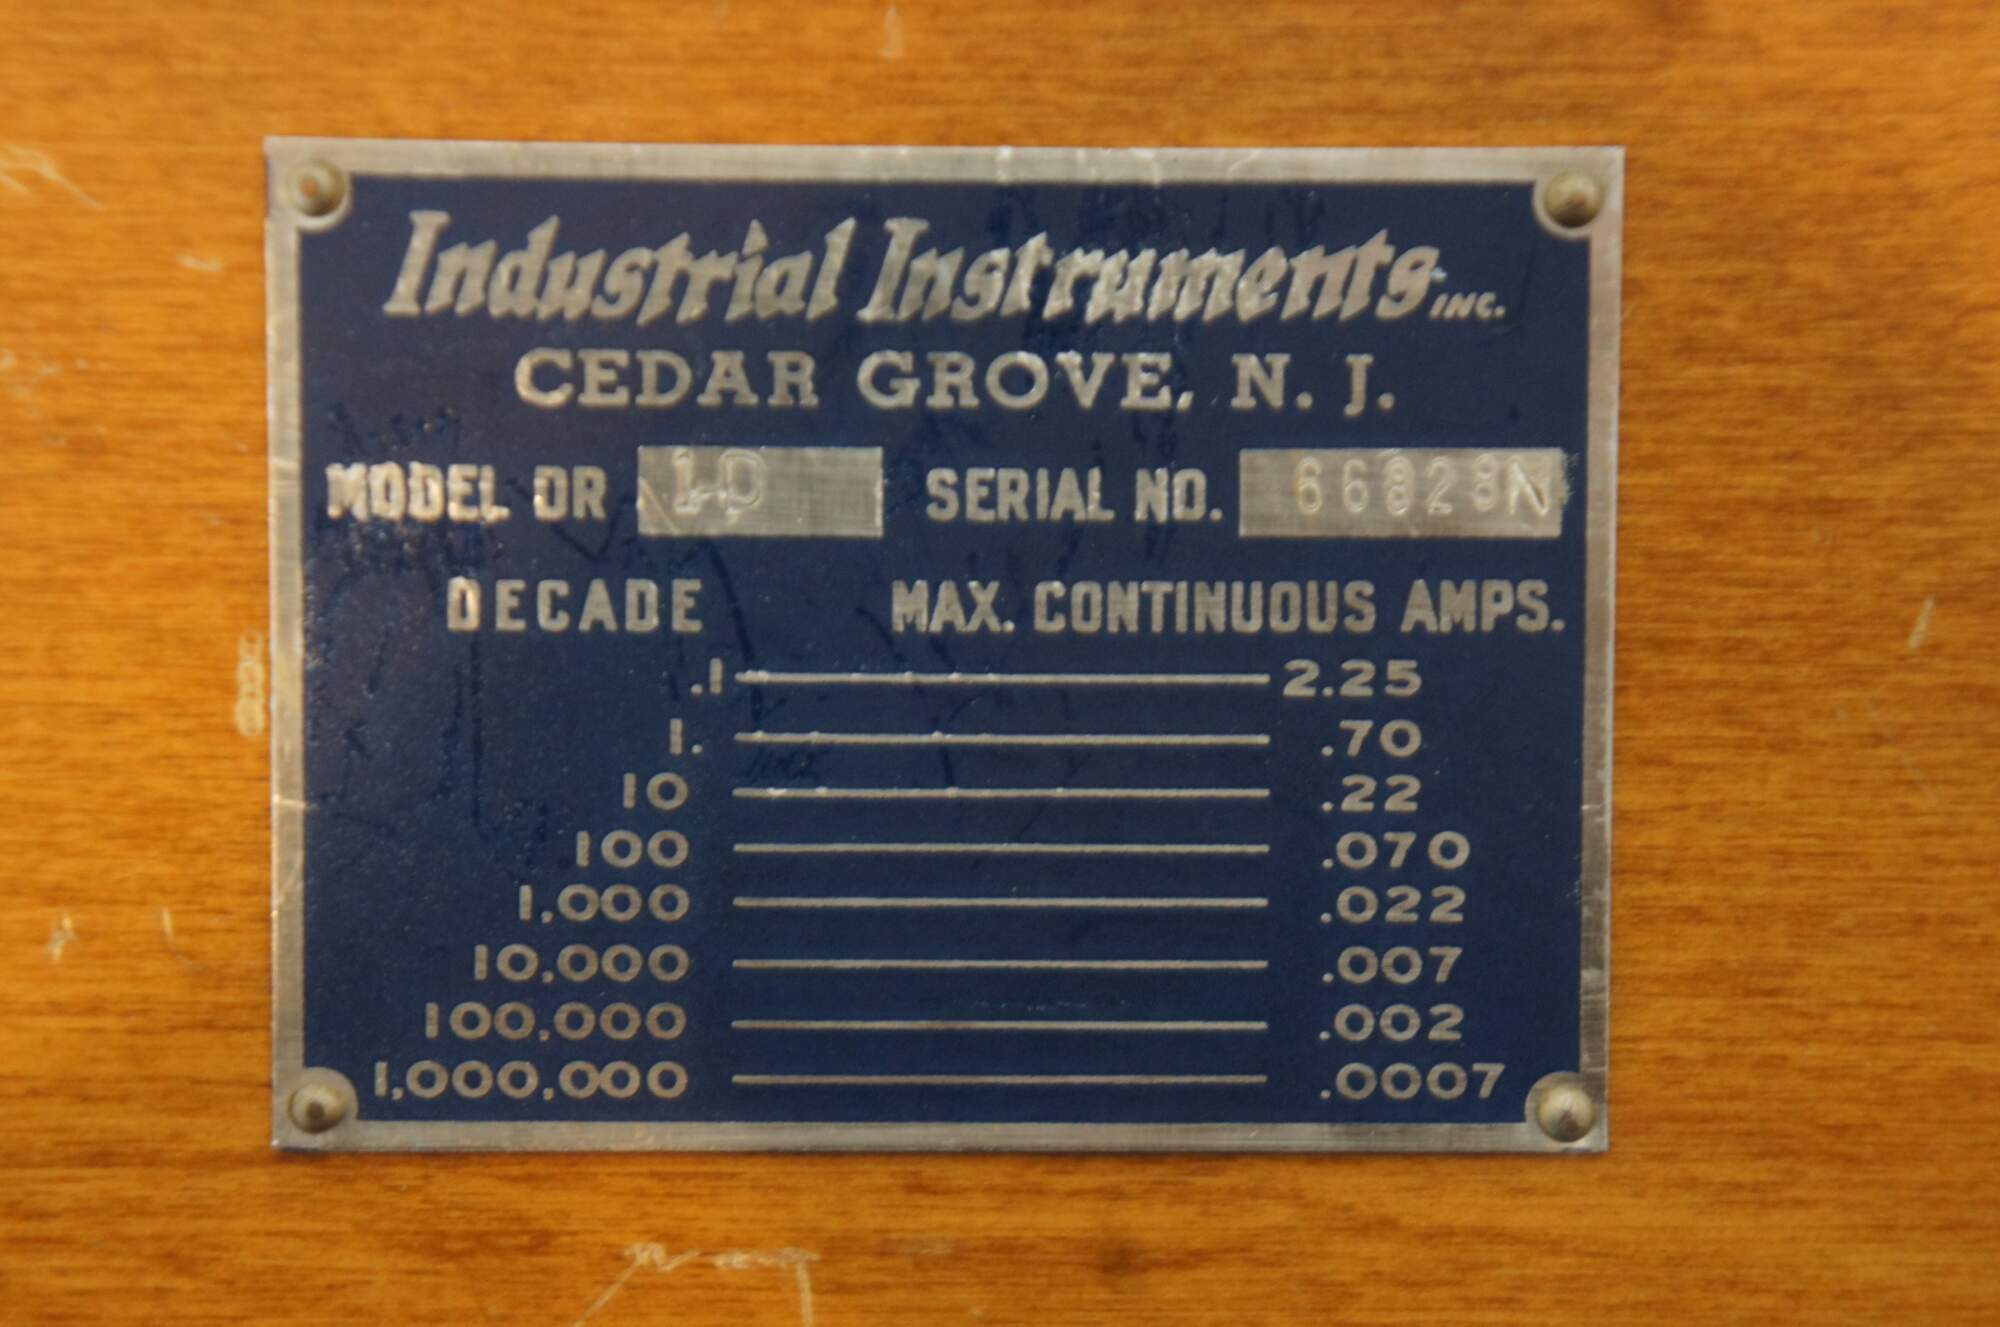 Industrial Instruments INC.
CEDAR GROVE, N. J.
MODEL DR 10 SERIAL NO. 66828N
DECADE MAX. CONTINUOUS AMPS.
.1 2.25
1. .70
10 .22
100 .070
1,000 .022
10,000 .007
100,000 .002
1,000,000 .0007